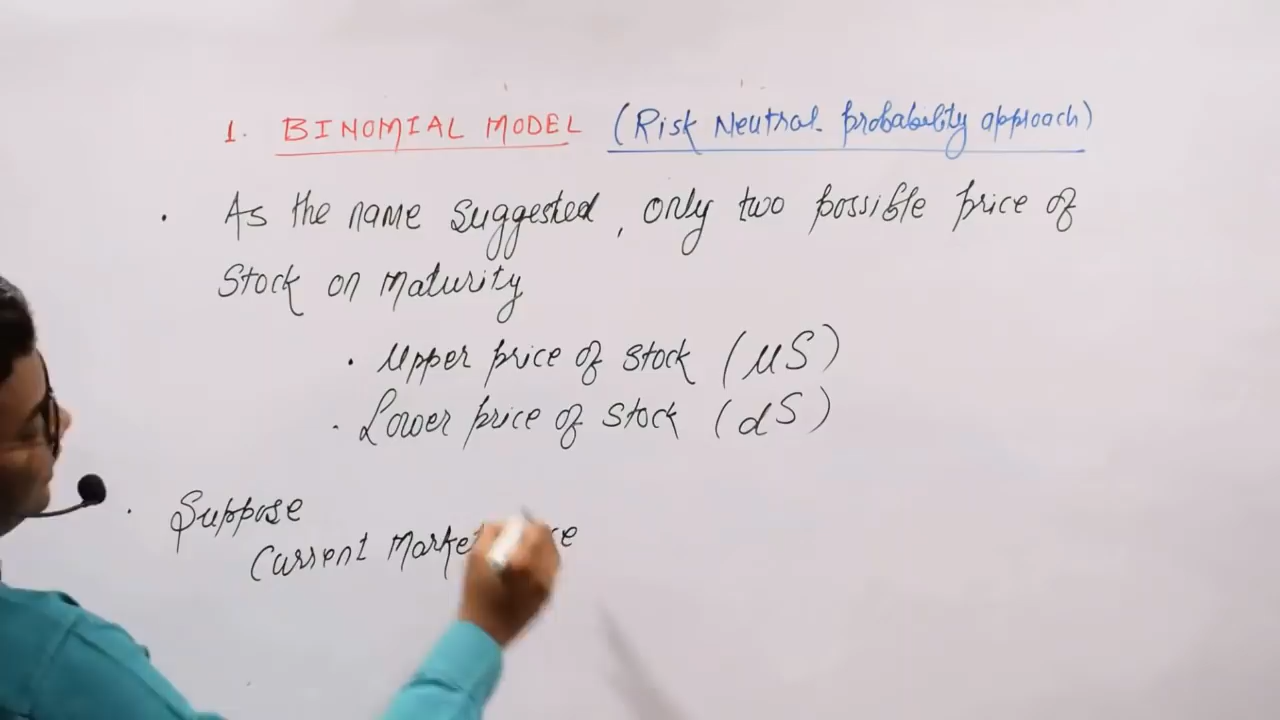 1. BINOMIAL MODEL (Risk Neutral probability approach)
. As the name suggested, only two possible price of
Stock on maturity
. Upper price of stock (uS)
. Lower price of stock (dS)
. Suppose
Current Market